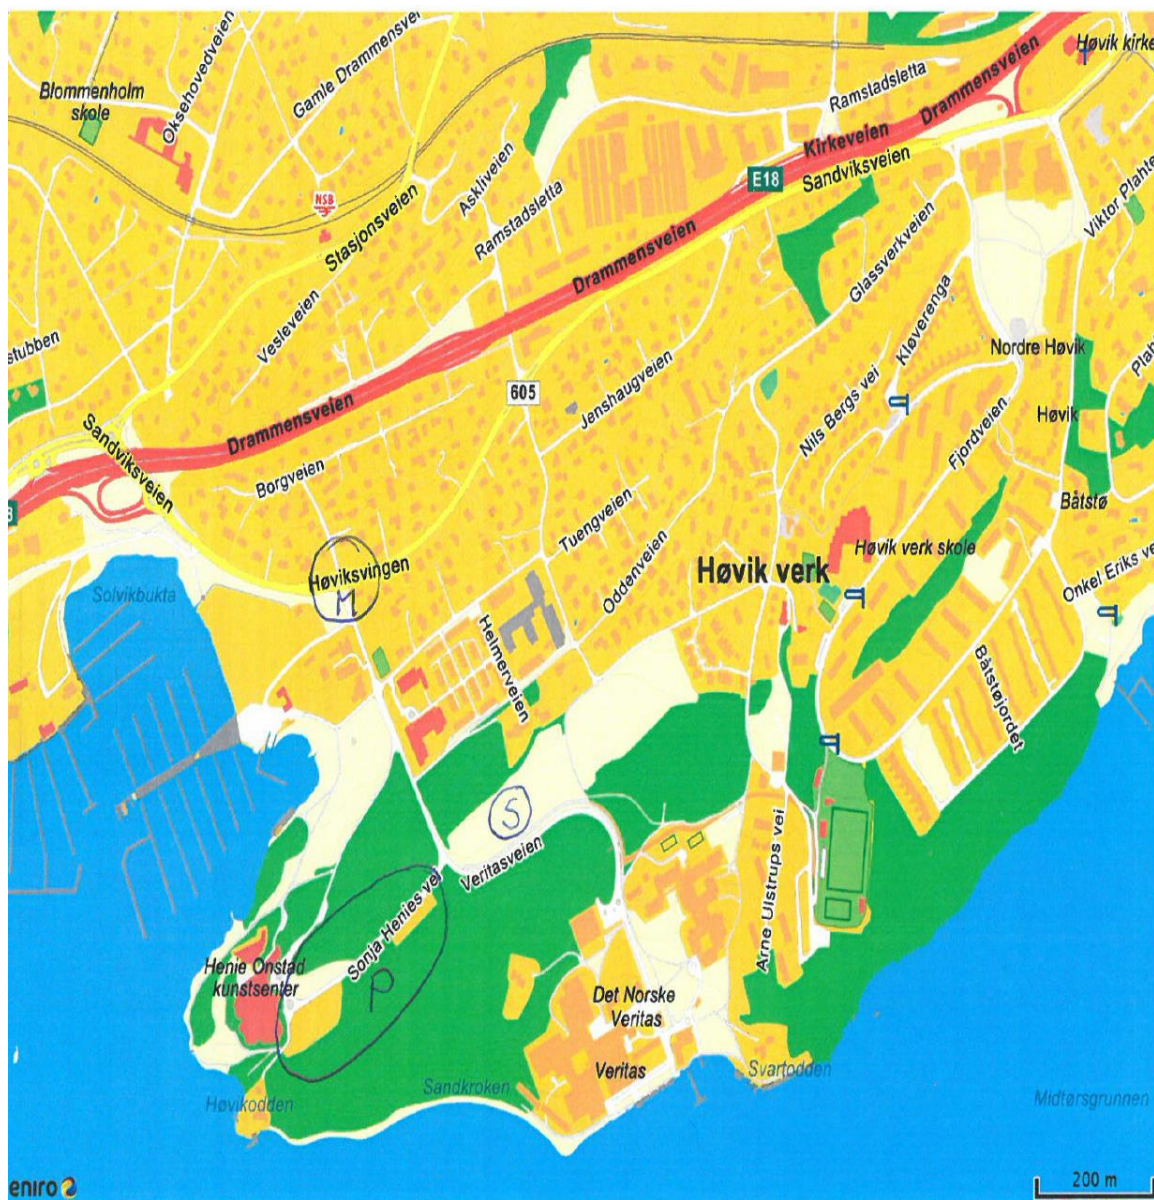 Høvik kirke
Blommenholm
skole
Oksehovedveien
Gamle Drammensvei
Ramstadsletta
Drammensveien
Kirkeveien
Sandviksveien
E18
NSB
Askliveien
Ramstadsletta
Stasjonsveien
Drammensveien
Viktor Plahte
Glassverkveien
Kløverenga
Vesleveien
stubben
Nordre Høvik
Plah
605
Jenshaugveien
Nils Bergs vei
Høvik
Drammensveien
Fjordveien
Sandviksveien
Borgveien
Båtstø
Tuengveien
Høvik verk skole
Høviksvingen
M
Høvik verk
Oddenveien
Onkel Eriks ve
Solvikbukta
Helmerveien
Båtstøjordet
S
Veritasveien
Arne Ulstrups vei
Sonja Henies vei
P
Henie Onstad
kunstsenter
Det Norske
Veritas
Veritas
Svartodden
Sandkroken
Høvikodden
Midtørsgrunnen
eniro
200 m